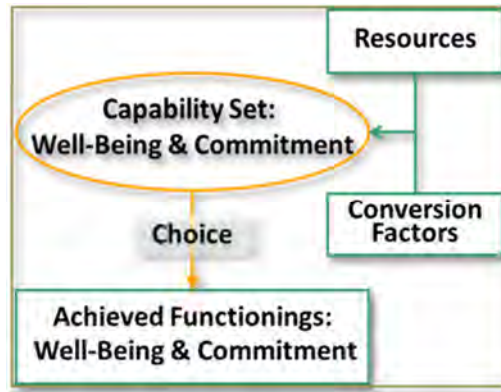 Resources
Capability Set:
Well-Being & Commitment
Conversion
Factors
Choice
Achieved Functionings:
Well-Being & Commitment